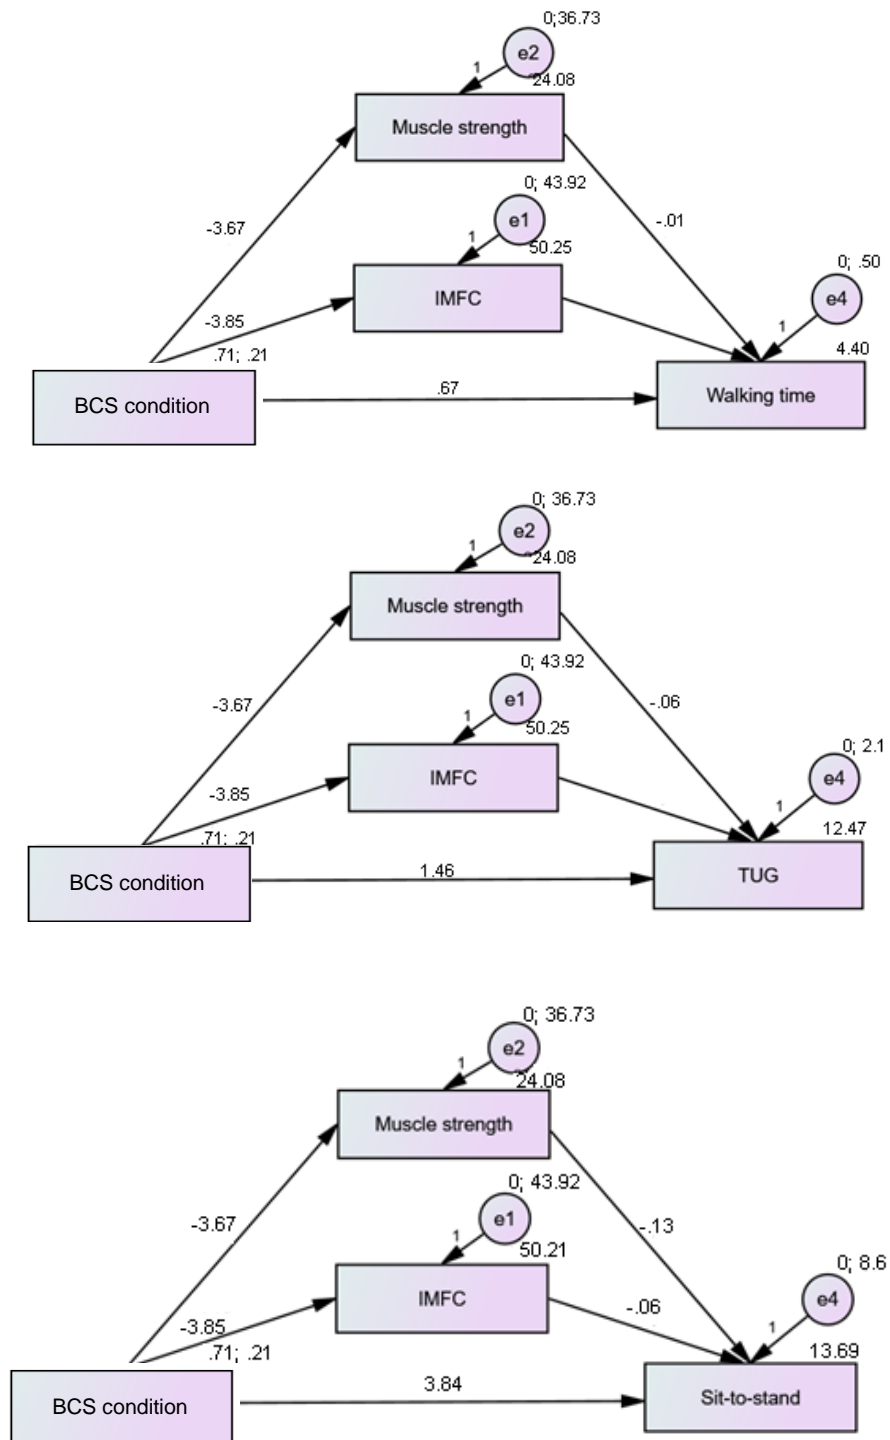 0;36.73
e2
1
24.08
Muscle strength
0; 43.92
-3.67
e1
-.01
1
50.25
0; .50
IMFC
e4
-3.85
1
.71; .21
4.40
BCS condition
.67
Walking time
0; 36.73
e2
1
24.08
Muscle strength
0; 43.92
-3.67
e1
-.06
1
50.25
0; 2.1
IMFC
e4
-3.85
1
.71; .21
12.47
BCS condition
1.46
TUG
0; 36.73
e2
1
24.08
Muscle strength
0; 43.92
-3.67
e1
-.13
1
50.21
0; 8.6
IMFC
-.06
e4
-3.85
1
.71; .21
13.69
BCS condition
3.84
Sit-to-stand